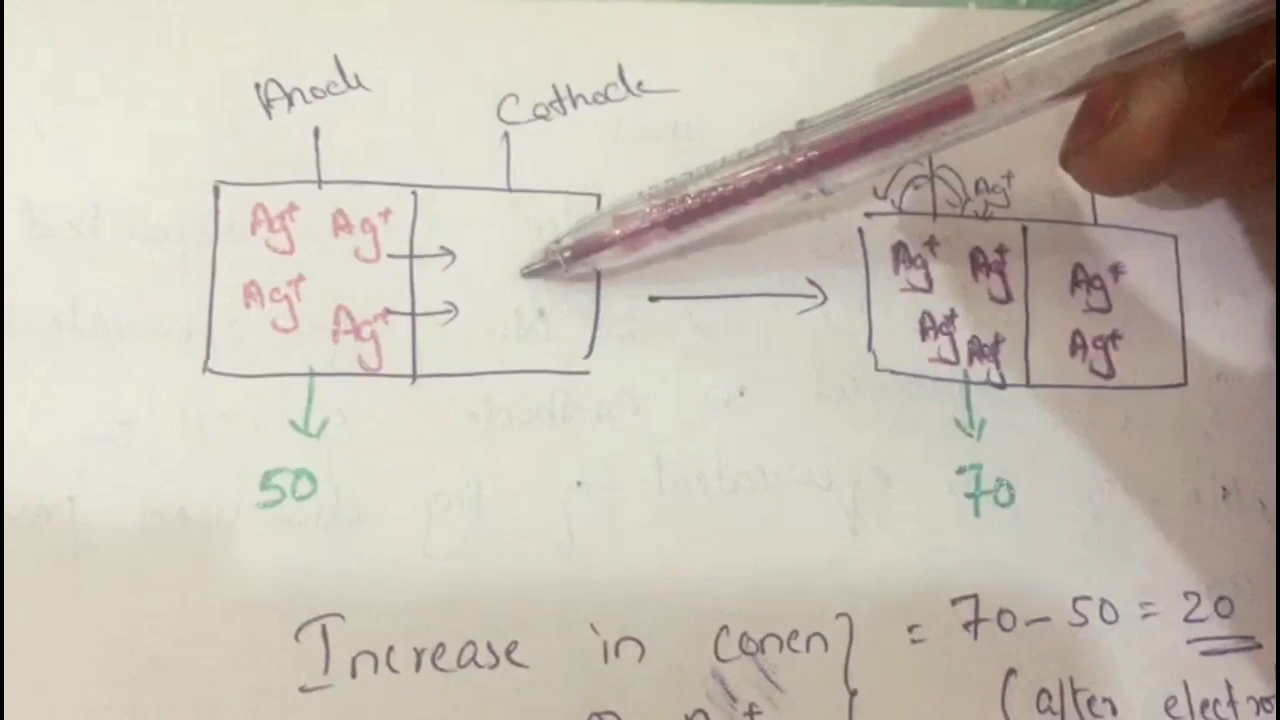 Anode
Cathode
Ag⁺ Ag⁺
Ag⁺ Ag⁺
50
Ag⁺
Ag⁺ Ag⁺ Ag⁺
Ag⁺ Ag⁺ Ag⁺
70
Increase in concn } = 70 - 50 = 20
(after electro